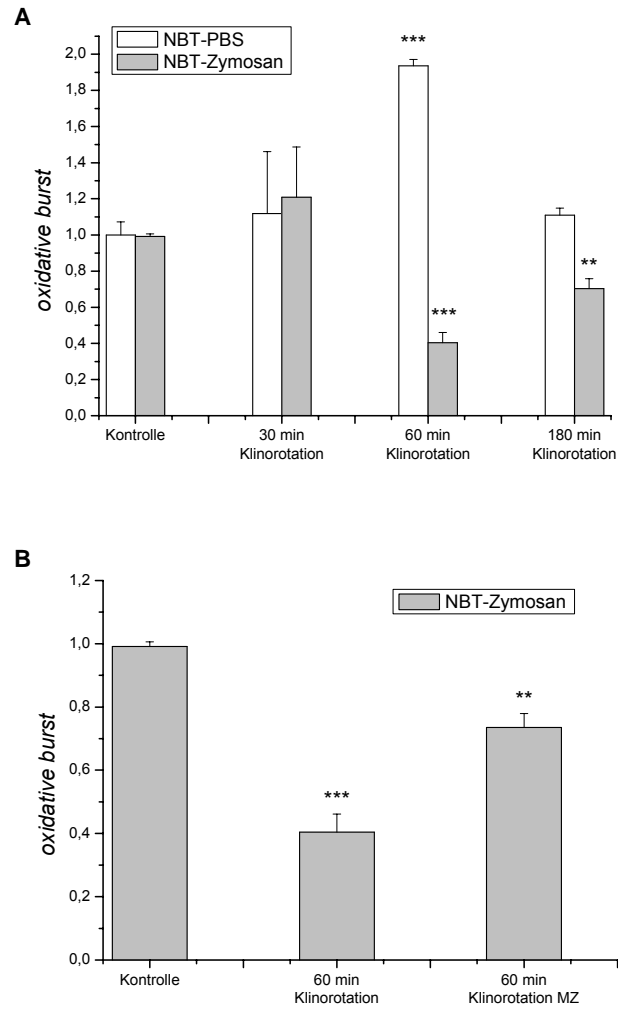 A
NBT-PBS
NBT-Zymosan
***
***
**
2,0
1,8
1,6
1,4
1,2
1,0
0,8
0,6
0,4
0,2
0,0
oxidative burst
Kontrolle
30 min
Klinorotation
60 min
Klinorotation
180 min
Klinorotation
B
NBT-Zymosan
***
**
1,2
1,0
0,8
0,6
0,4
0,2
0,0
oxidative burst
Kontrolle
60 min
Klinorotation
60 min
Klinorotation MZ